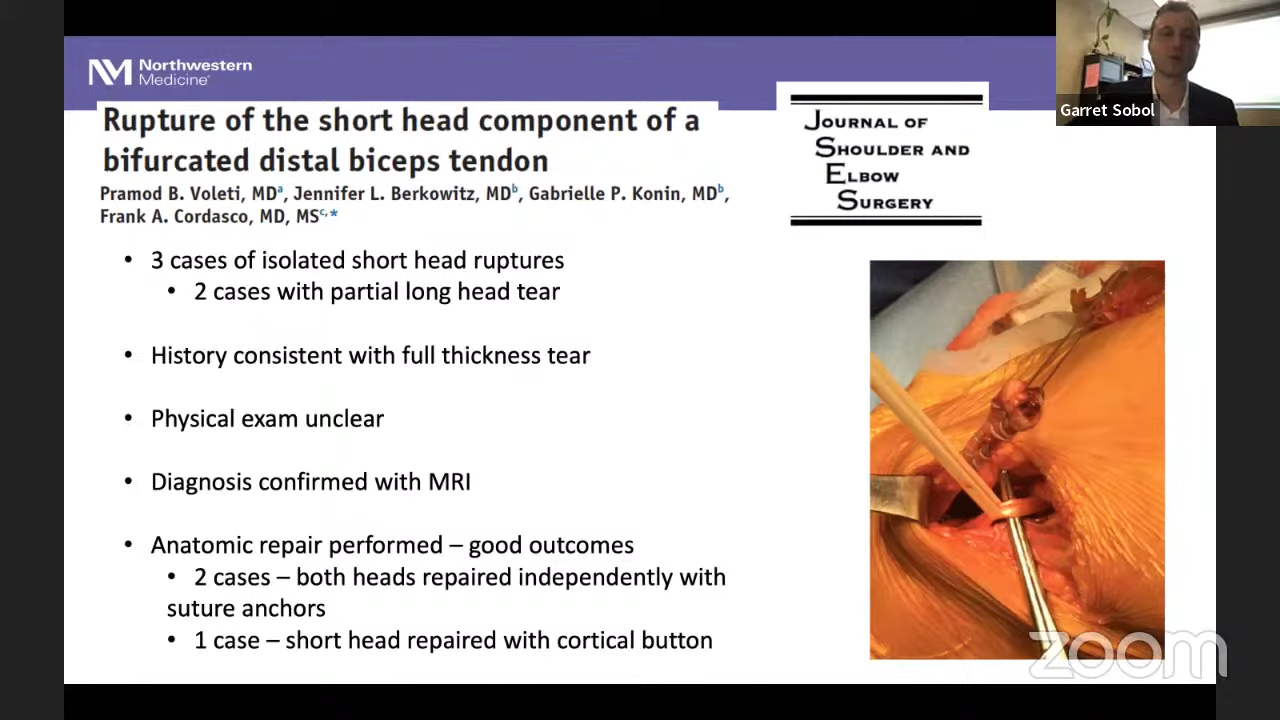 Northwestern
Medicine
Garret Sobol
Rupture of the short head component of a
bifurcated distal biceps tendon
Pramod B. Voleti, MDa, Jennifer L. Berkowitz, MDb, Gabrielle P. Konin, MDb,
Frank A. Cordasco, MD, MSc,*
JOURNAL OF
SHOULDER AND
ELBOW
SURGERY
• 3 cases of isolated short head ruptures
• 2 cases with partial long head tear
• History consistent with full thickness tear
• Physical exam unclear
• Diagnosis confirmed with MRI
• Anatomic repair performed – good outcomes
• 2 cases – both heads repaired independently with
suture anchors
• 1 case – short head repaired with cortical button
zoom